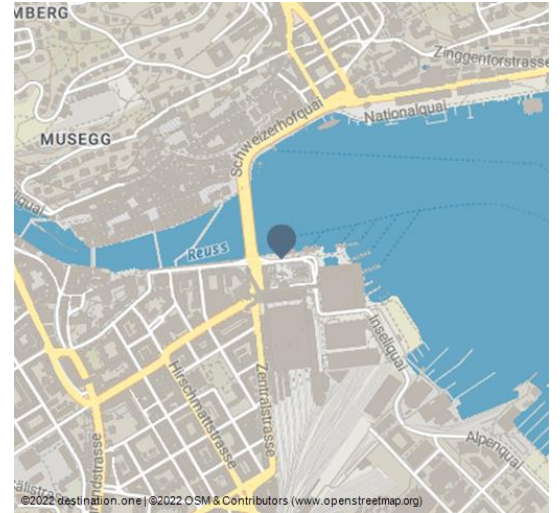 MBERG
Zinggentorstrasse
Nationalquai
Schweizerhofquai
MUSEGG
Reuss
Inseliquai
Hirschmattstrasse
Zentralstrasse
Alpenquai
©2022 destination.one | ©2022 OSM & Contributors (www.openstreetmap.org)